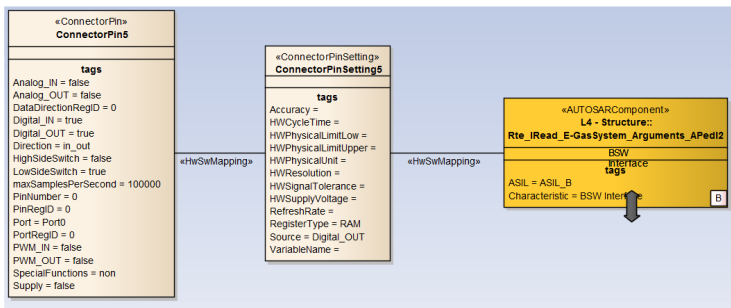 «ConnectorPin»
ConnectorPin5
tags
Analog_IN = false
Analog_OUT = false
DataDirectionRegID = 0
Digital_IN = true
Digital_OUT = true
Direction = in_out
HighSideSwitch = false
LowSideSwitch = true
maxSamplesPerSecond = 100000
PinNumber = 0
PinRegID = 0
Port = Port0
PortRegID = 0
PWM_IN = false
PWM_OUT = false
SpecialFunctions = non
Supply = false
«HwSwMapping»
«ConnectorPinSetting»
ConnectorPinSetting5
tags
Accuracy =
HWCycleTime =
HWPhysicalLimitLow =
HWPhysicalLimitUpper =
HWPhysicalUnit =
HWResolution =
HWSignalTolerance =
HWSupplyVoltage =
RefreshRate =
RegisterType = RAM
Source = Digital_OUT
VariableName =
«HwSwMapping»
«AUTOSARComponent»
L4 - Structure::
Rte_IRead_E-GasSystem_Arguments_APedl2
BSW
Interface
tags
ASIL = ASIL_B
Characteristic = BSW Interface
B